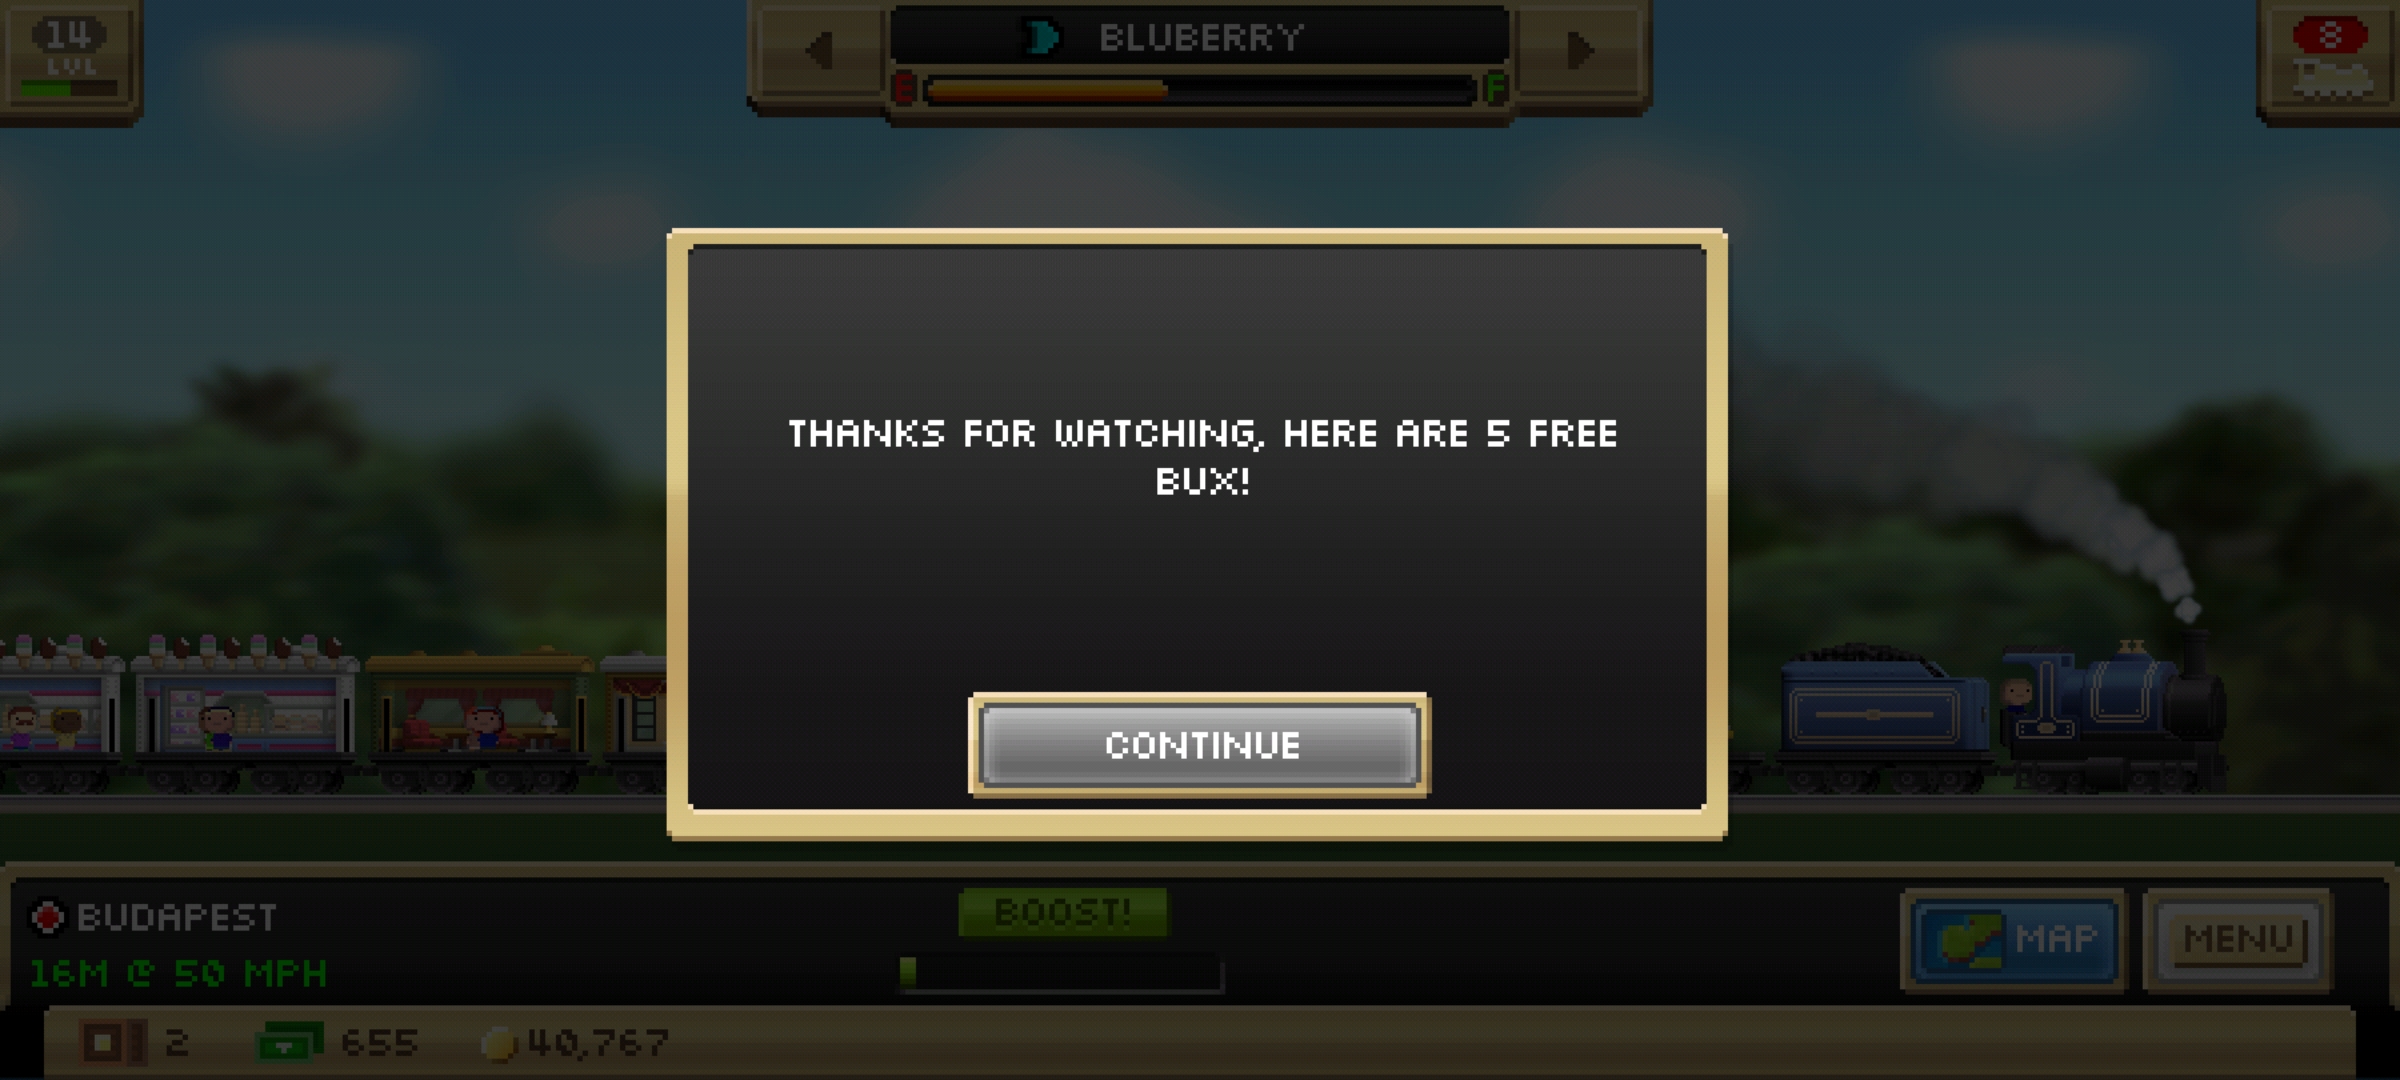 14
LVL
BLUBERRY
E
F
8
THANKS FOR WATCHING, HERE ARE 5 FREE
BUX!
CONTINUE
BUDAPEST
16M @ 50 MPH
BOOST!
MAP
MENU
2
655
40,767